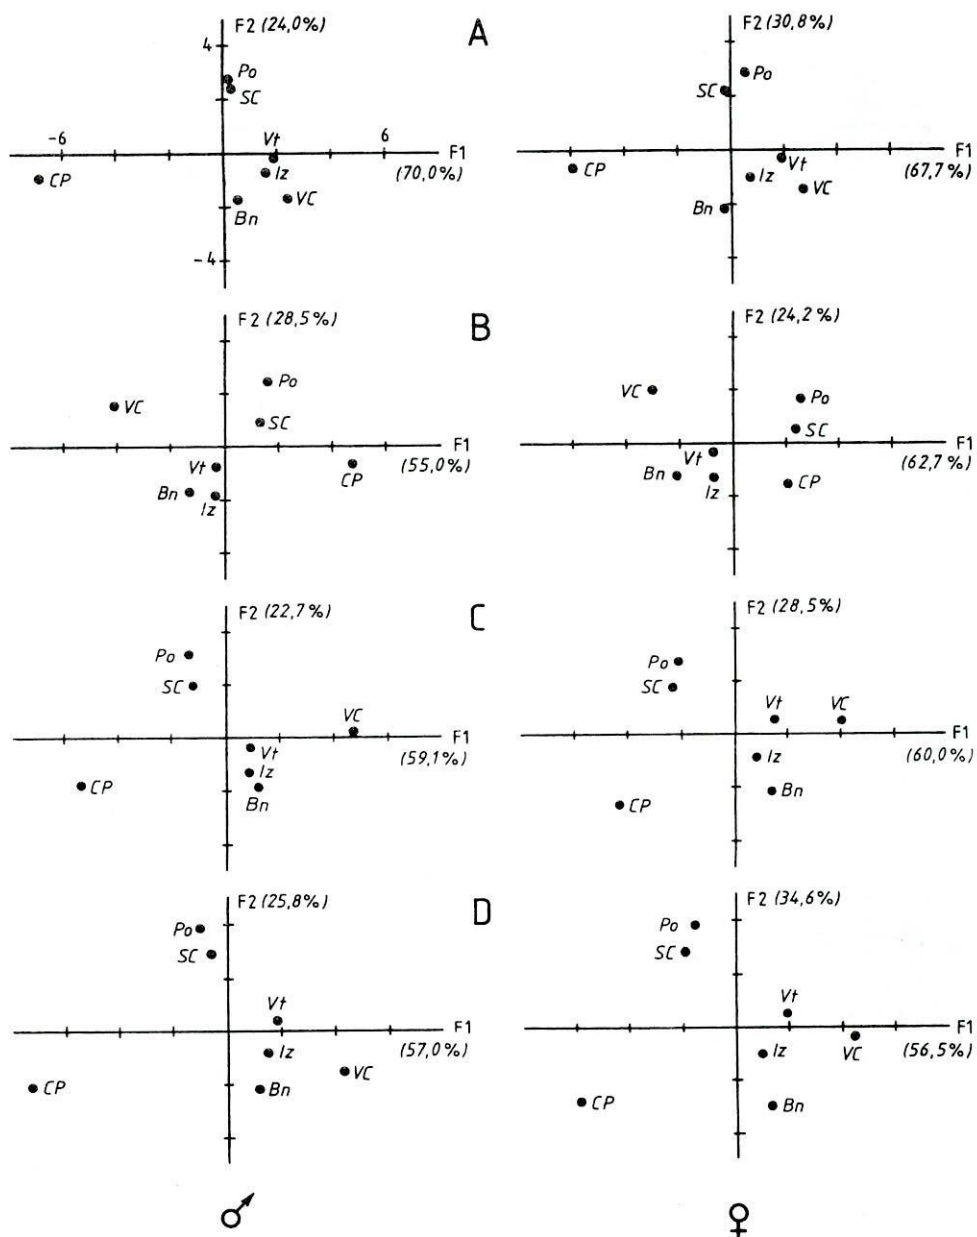 F2 (24,0%) A F2 (30,8%)
4
Po Po
SC SC
-6 Vt 6 F1 F1
CP Iz (70,0%) CP Iz Vt (67,7%)
Bn VC Bn VC
-4
F2 (28,5%) B F2 (24,2%)
VC Po VC Po
SC SC
F1 F1
Vt CP (55,0%) Vt (62,7%)
Bn Iz Bn Iz CP
F2 (22,7%) C F2 (28,5%)
Po Po
SC SC
VC F1 Vt VC F1
Vt (59,1%) Iz (60,0%)
CP Iz Bn
Bn CP
F2 (25,8%) D F2 (34,6%)
Po Po
SC SC
Vt F1 Vt F1
Iz (57,0%) Iz VC (56,5%)
CP Bn VC CP Bn
♂ ♀